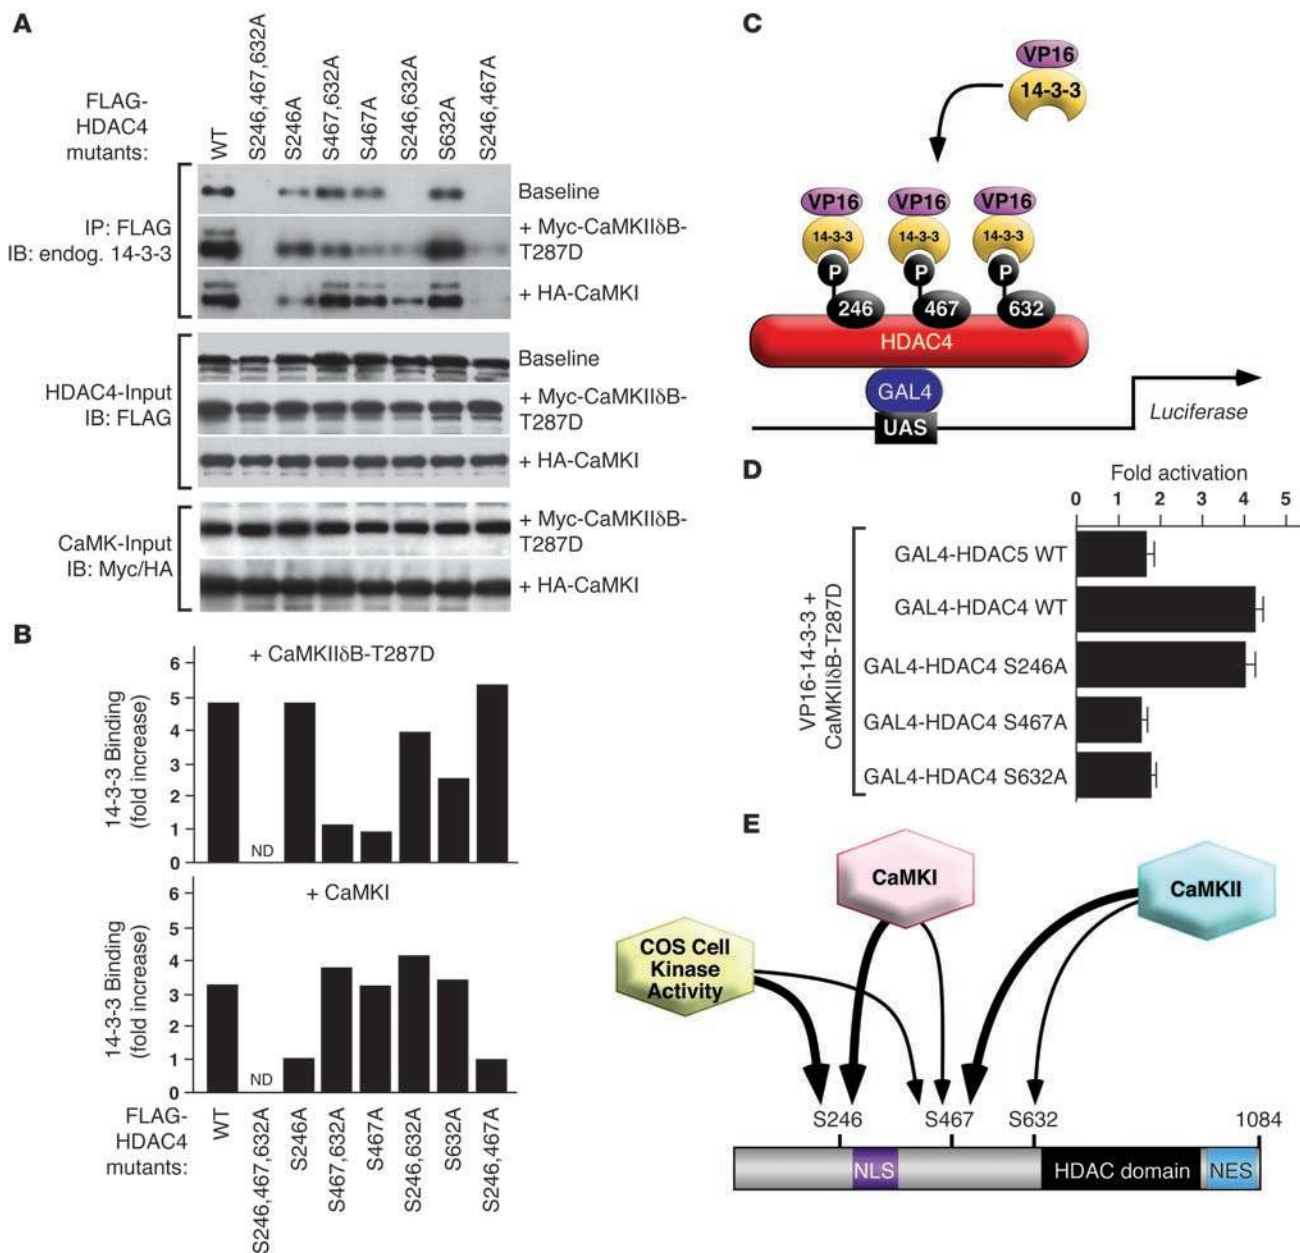 A
FLAG-
HDAC4
mutants:
WT
S246,467,632A
S246A
S467,632A
S467A
S246,632A
S632A
S246,467A
IP: FLAG
IB: endog. 14-3-3
Baseline
+ Myc-CaMKIIδB-
T287D
+ HA-CaMKI
HDAC4-Input
IB: FLAG
Baseline
+ Myc-CaMKIIδB-
T287D
+ HA-CaMKI
CaMK-Input
IB: Myc/HA
+ Myc-CaMKIIδB-
T287D
+ HA-CaMKI
B
+ CaMKIIδB-T287D
14-3-3 Binding
(fold increase)
6
5
4
3
2
1
0
ND
+ CaMKI
14-3-3 Binding
(fold increase)
6
5
4
3
2
1
0
ND
FLAG-
HDAC4
mutants:
WT
S246,467,632A
S246A
S467,632A
S467A
S246,632A
S632A
S246,467A
C
VP16
14-3-3
VP16
VP16
VP16
14-3-3
14-3-3
14-3-3
P
P
P
246
467
632
HDAC4
GAL4
UAS
Luciferase
D
Fold activation
0 1 2 3 4 5
VP16-14-3-3 +
CaMKIIδB-T287D
GAL4-HDAC5 WT
GAL4-HDAC4 WT
GAL4-HDAC4 S246A
GAL4-HDAC4 S467A
GAL4-HDAC4 S632A
E
CaMKI
CaMKII
COS Cell
Kinase
Activity
S246
S467
S632
1084
NLS
HDAC domain
NES